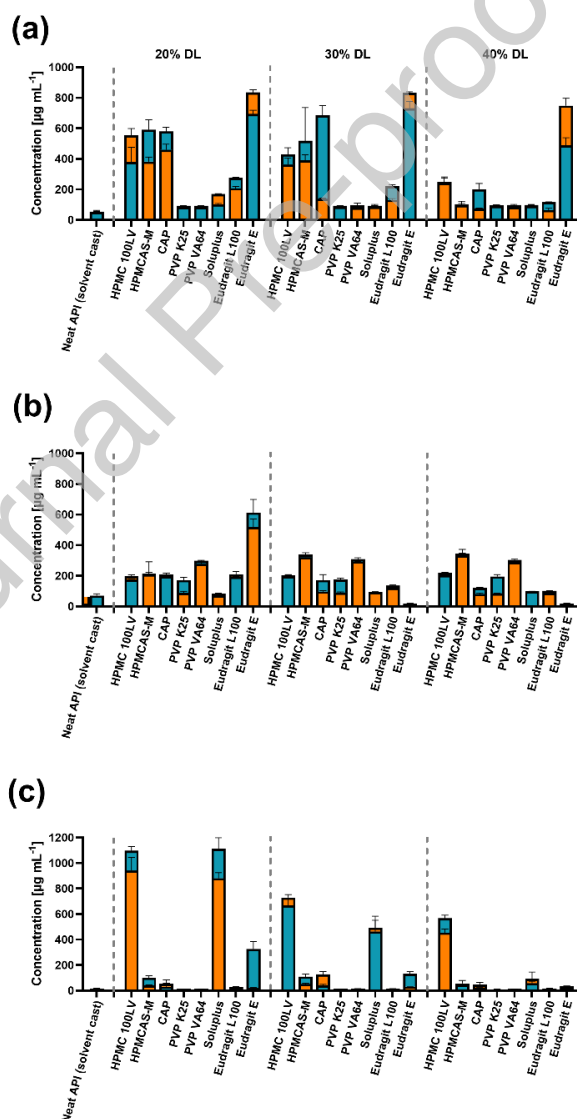 (a)
20% DL 30% DL 40% DL
Concentration [µg mL⁻¹]
1000
800
600
400
200
0
Neat API (solvent cast)
HPMC 100LV
HPMCAS-M
CAP
PVP K25
PVP VA64
Soluplus
Eudragit L100
Eudragit E
HPMC 100LV
HPMCAS-M
CAP
PVP K25
PVP VA64
Soluplus
Eudragit L100
Eudragit E
HPMC 100LV
HPMCAS-M
CAP
PVP K25
PVP VA64
Soluplus
Eudragit L100
Eudragit E
(b)
Concentration [µg mL⁻¹]
1000
800
600
400
200
0
Neat API (solvent cast)
HPMC 100LV
HPMCAS-M
CAP
PVP K25
PVP VA64
Soluplus
Eudragit L100
Eudragit E
HPMC 100LV
HPMCAS-M
CAP
PVP K25
PVP VA64
Soluplus
Eudragit L100
Eudragit E
HPMC 100LV
HPMCAS-M
CAP
PVP K25
PVP VA64
Soluplus
Eudragit L100
Eudragit E
(c)
Concentration [µg mL⁻¹]
1200
1000
800
600
400
200
0
Neat API (solvent cast)
HPMC 100LV
HPMCAS-M
CAP
PVP K25
PVP VA64
Soluplus
Eudragit L100
Eudragit E
HPMC 100LV
HPMCAS-M
CAP
PVP K25
PVP VA64
Soluplus
Eudragit L100
Eudragit E
HPMC 100LV
HPMCAS-M
CAP
PVP K25
PVP VA64
Soluplus
Eudragit L100
Eudragit E
rnal Pre-proo